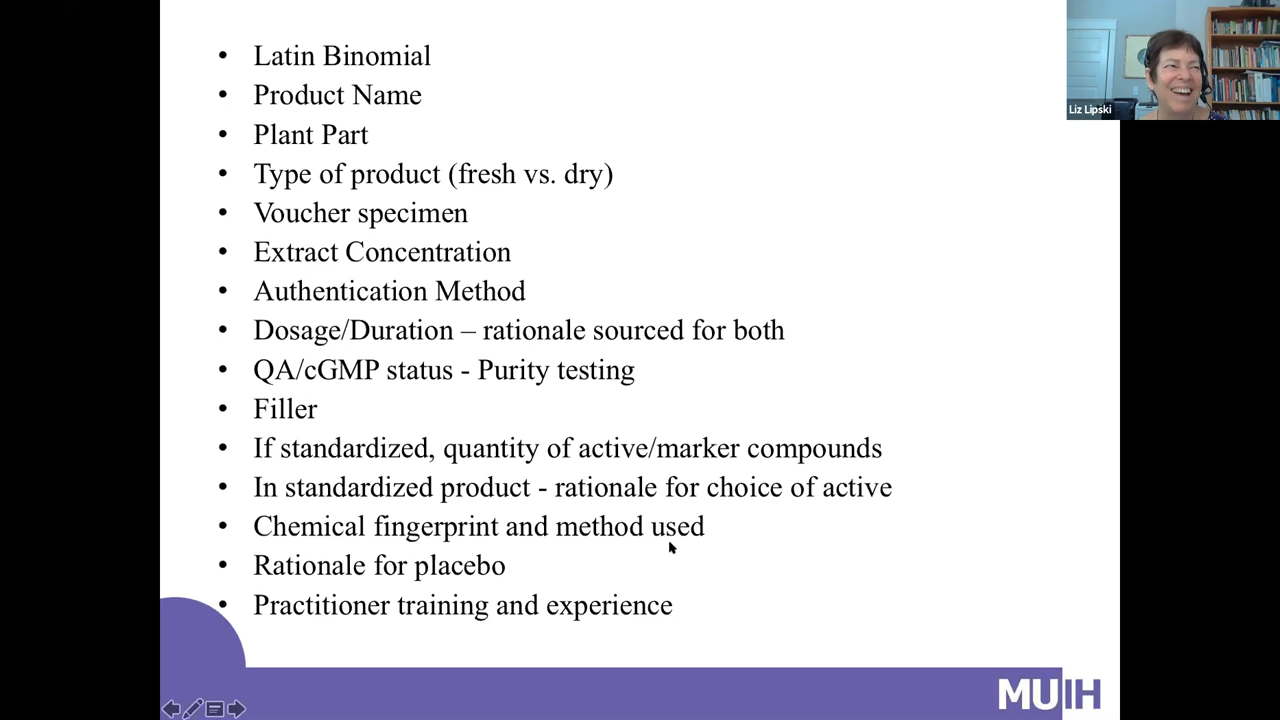 • Latin Binomial
• Product Name
• Plant Part
• Type of product (fresh vs. dry)
• Voucher specimen
• Extract Concentration
• Authentication Method
• Dosage/Duration – rationale sourced for both
• QA/cGMP status - Purity testing
• Filler
• If standardized, quantity of active/marker compounds
• In standardized product - rationale for choice of active
• Chemical fingerprint and method used
• Rationale for placebo
• Practitioner training and experience
MUIH
Liz Lipski